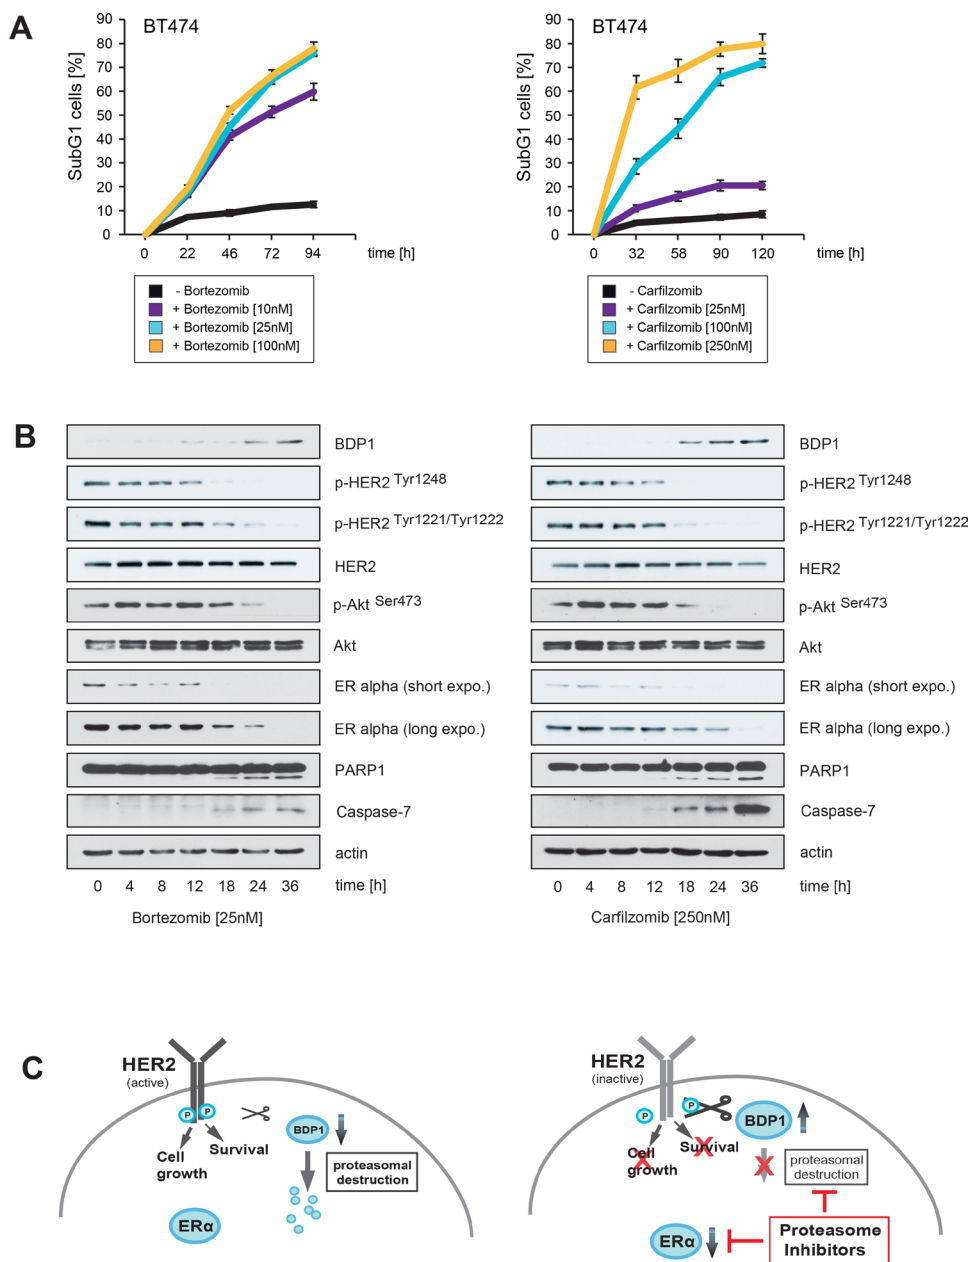 A
BT474
SubG1 cells [%]
90
80
70
60
50
40
30
20
10
0
0 22 46 72 94 time [h]
- Bortezomib
+ Bortezomib [10nM]
+ Bortezomib [25nM]
+ Bortezomib [100nM]
BT474
SubG1 cells [%]
90
80
70
60
50
40
30
20
10
0
0 32 58 90 120 time [h]
- Carfilzomib
+ Carfilzomib [25nM]
+ Carfilzomib [100nM]
+ Carfilzomib [250nM]
B
BDP1
p-HER2 Tyr1248
p-HER2 Tyr1221/Tyr1222
HER2
p-Akt Ser473
Akt
ER alpha (short expo.)
ER alpha (long expo.)
PARP1
Caspase-7
actin
0 4 8 12 18 24 36 time [h]
Bortezomib [25nM]
BDP1
p-HER2 Tyr1248
p-HER2 Tyr1221/Tyr1222
HER2
p-Akt Ser473
Akt
ER alpha (short expo.)
ER alpha (long expo.)
PARP1
Caspase-7
actin
0 4 8 12 18 24 36 time [h]
Carfilzomib [250nM]
C
HER2
(active)
P P
Cell
growth
Survival
BDP1
proteasomal
destruction
ERα
HER2
(inactive)
P
P
Cell
growth
Survival
BDP1
proteasomal
destruction
ERα
Proteasome
Inhibitors